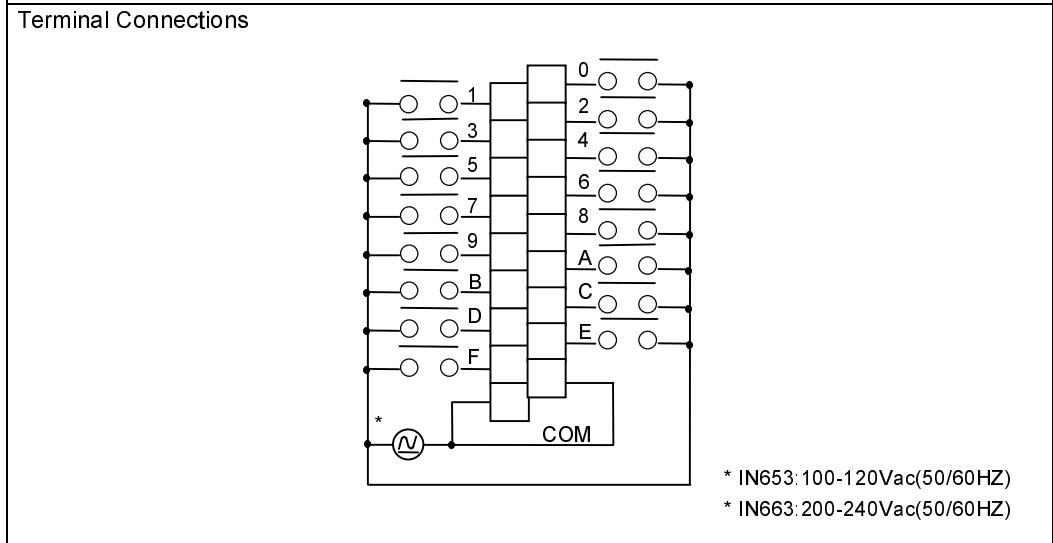 Terminal Connections
0
1
2
3
4
5
6
7
8
9
A
B
C
D
E
F
*
COM
* IN653:100-120Vac(50/60HZ)
* IN663:200-240Vac(50/60HZ)